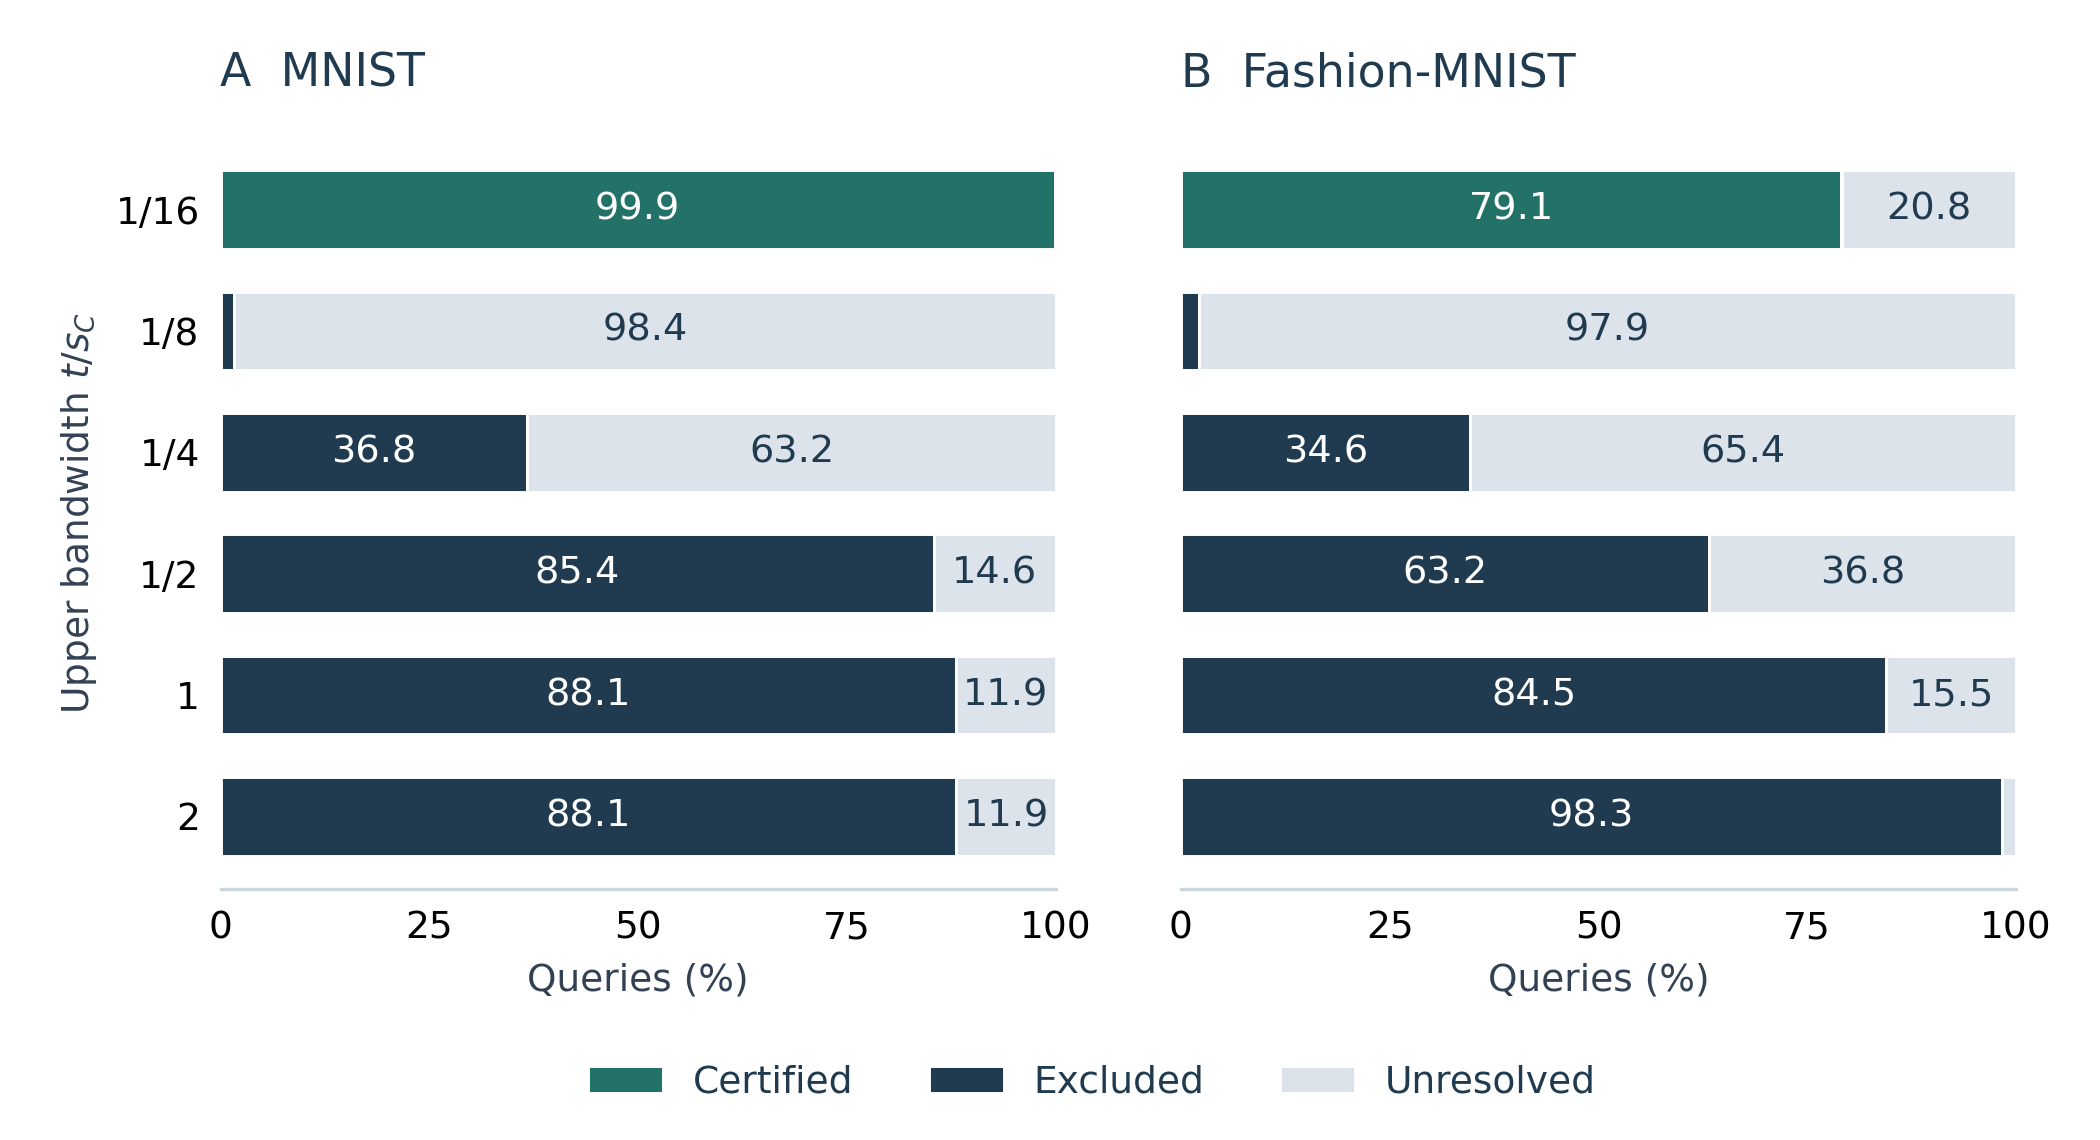 A MNIST
B Fashion-MNIST
Upper bandwidth t/s_C
1/16
99.9
79.1
20.8
1/8
98.4
97.9
1/4
36.8
63.2
34.6
65.4
1/2
85.4
14.6
63.2
36.8
1
88.1
11.9
84.5
15.5
2
88.1
11.9
98.3
0 25 50 75 100
0 25 50 75 100
Queries (%)
Queries (%)
Certified
Excluded
Unresolved